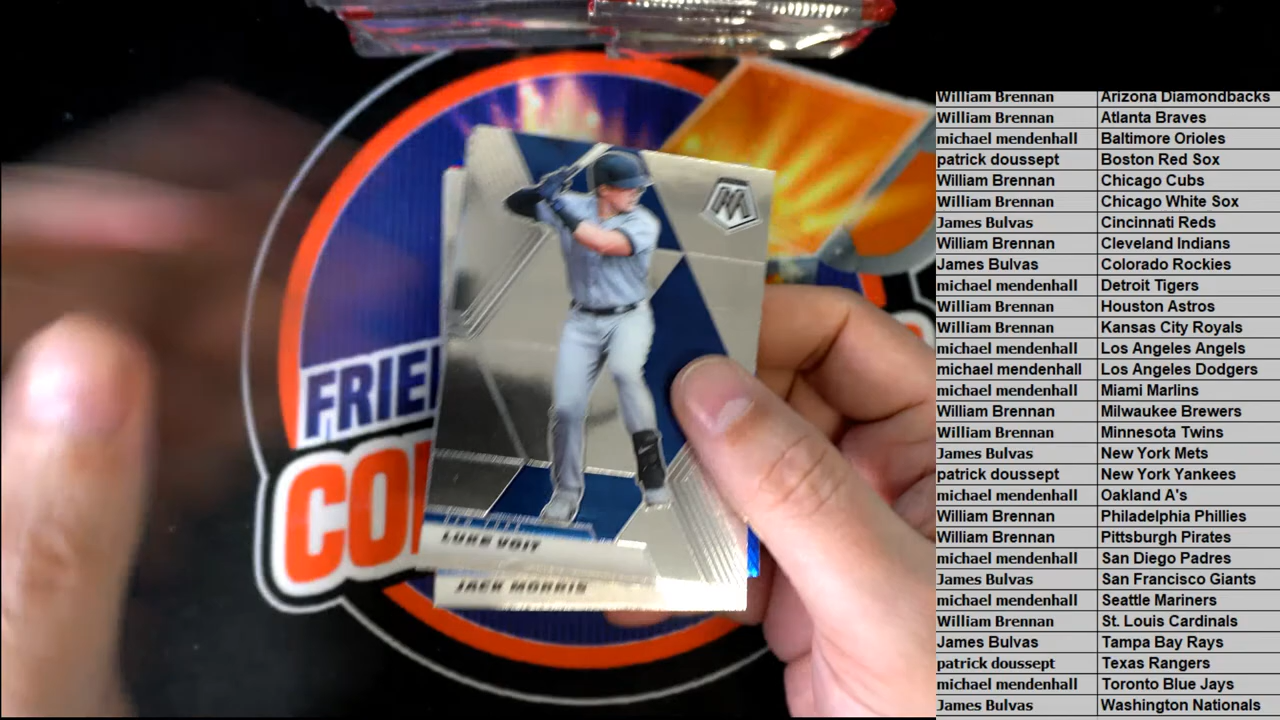 FRIE
CO
LUKE VOIT
JACK MORRIS
William Brennan Arizona Diamondbacks
William Brennan Atlanta Braves
michael mendenhall Baltimore Orioles
patrick doussept Boston Red Sox
William Brennan Chicago Cubs
William Brennan Chicago White Sox
James Bulvas Cincinnati Reds
William Brennan Cleveland Indians
James Bulvas Colorado Rockies
michael mendenhall Detroit Tigers
William Brennan Houston Astros
William Brennan Kansas City Royals
michael mendenhall Los Angeles Angels
michael mendenhall Los Angeles Dodgers
michael mendenhall Miami Marlins
William Brennan Milwaukee Brewers
William Brennan Minnesota Twins
James Bulvas New York Mets
patrick doussept New York Yankees
michael mendenhall Oakland A's
William Brennan Philadelphia Phillies
William Brennan Pittsburgh Pirates
michael mendenhall San Diego Padres
James Bulvas San Francisco Giants
michael mendenhall Seattle Mariners
William Brennan St. Louis Cardinals
James Bulvas Tampa Bay Rays
patrick doussept Texas Rangers
michael mendenhall Toronto Blue Jays
James Bulvas Washington Nationals